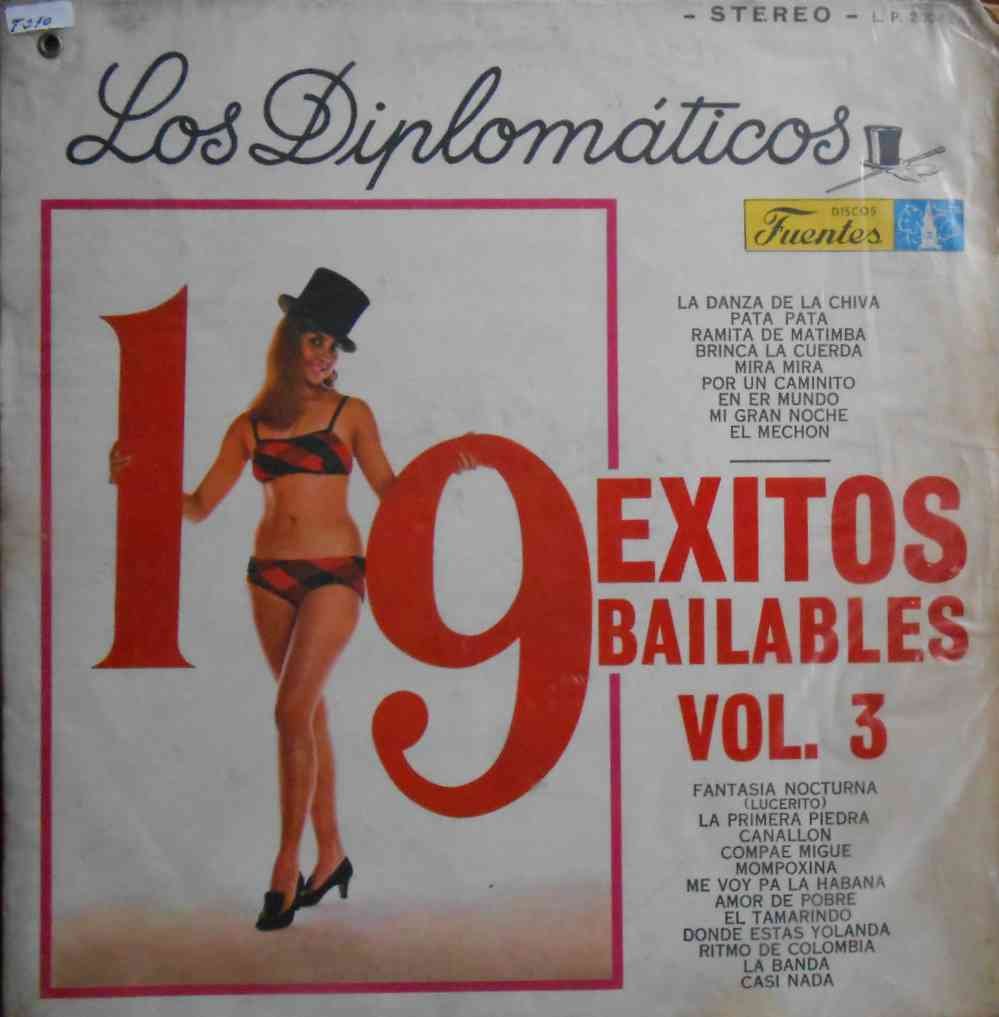 T210
- STEREO - L.P.
Los Diplomáticos
DISCOS
Fuentes
LA DANZA DE LA CHIVA
PATA PATA
RAMITA DE MATIMBA
BRINCA LA CUERDA
MIRA MIRA
POR UN CAMINITO
EN ER MUNDO
MI GRAN NOCHE
EL MECHON
19 EXITOS
BAILABLES
VOL. 3
FANTASIA NOCTURNA
(LUCERITO)
LA PRIMERA PIEDRA
CANALLON
COMPAE MIGUE
MOMPOXINA
ME VOY PA LA HABANA
AMOR DE POBRE
EL TAMARINDO
DONDE ESTAS YOLANDA
RITMO DE COLOMBIA
LA BANDA
CASI NADA